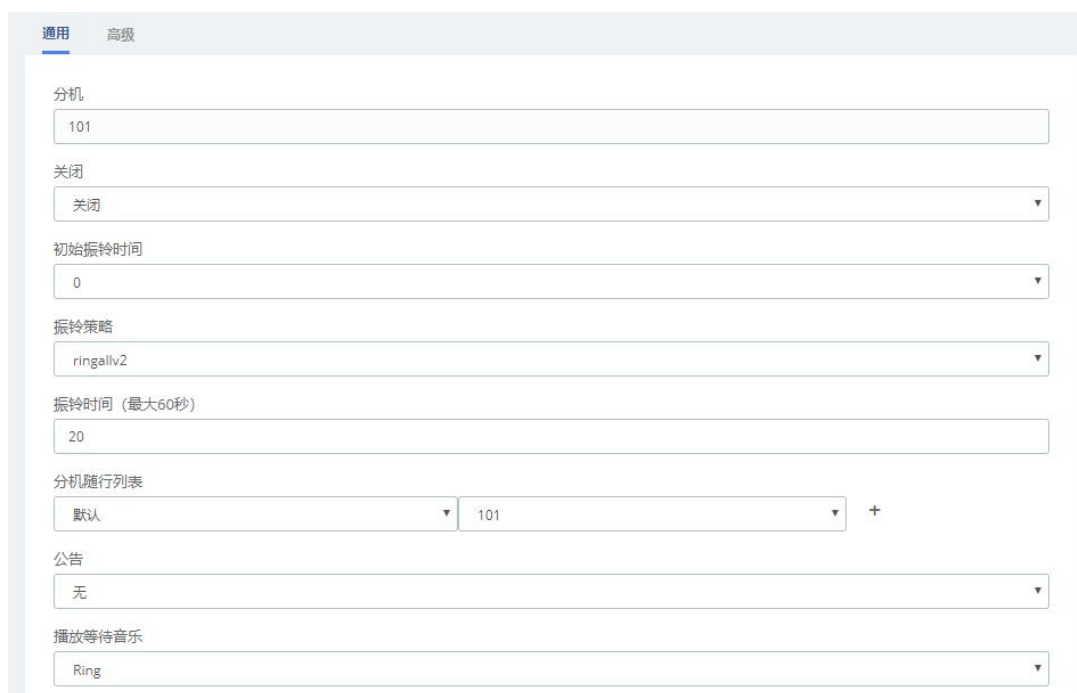 通用 高级
分机
101
关闭
关闭
初始振铃时间
0
振铃策略
ringallv2
振铃时间（最大60秒）
20
分机随行列表
默认 101 +
公告
无
播放等待音乐
Ring